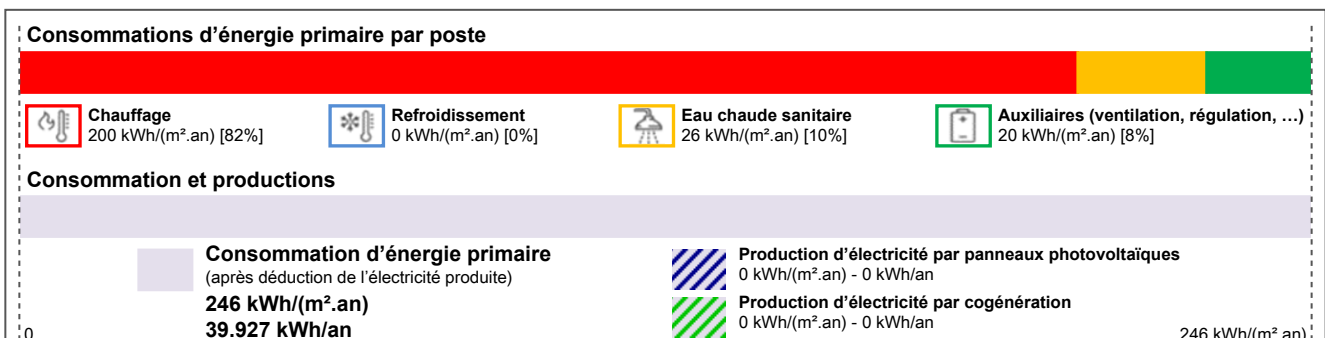 Consommations d’énergie primaire par poste
Chauffage
200 kWh/(m².an) [82%]
Refroidissement
0 kWh/(m².an) [0%]
Eau chaude sanitaire
26 kWh/(m².an) [10%]
Auxiliaires (ventilation, régulation, …)
20 kWh/(m².an) [8%]
Consommation et productions
Consommation d’énergie primaire
(après déduction de l’électricité produite)
246 kWh/(m².an)
39.927 kWh/an
Production d’électricité par panneaux photovoltaïques
0 kWh/(m².an) - 0 kWh/an
Production d’électricité par cogénération
0 kWh/(m².an) - 0 kWh/an
0
246 kWh/(m².an)